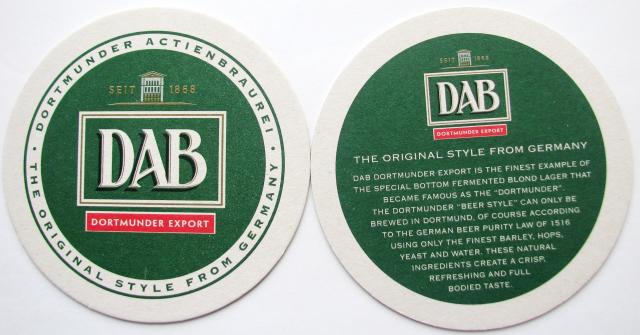 DORTMUNDER ACTIENBRAUEREI
SEIT 1868
DAB
DORTMUNDER EXPORT
THE ORIGINAL STYLE FROM GERMANY
SEIT 1868
DAB
DORTMUNDER EXPORT
THE ORIGINAL STYLE FROM GERMANY
DAB DORTMUNDER EXPORT IS THE FINEST EXAMPLE OF
THE SPECIAL BOTTOM FERMENTED BLOND LAGER THAT
BECAME FAMOUS AS THE "DORTMUNDER".
THE DORTMUNDER "BEER STYLE" CAN ONLY BE
BREWED IN DORTMUND, OF COURSE ACCORDING
TO THE GERMAN BEER PURITY LAW OF 1516
USING ONLY THE FINEST BARLEY, HOPS,
YEAST AND WATER. THESE NATURAL
INGREDIENTS CREATE A CRISP,
REFRESHING AND FULL
BODIED TASTE.